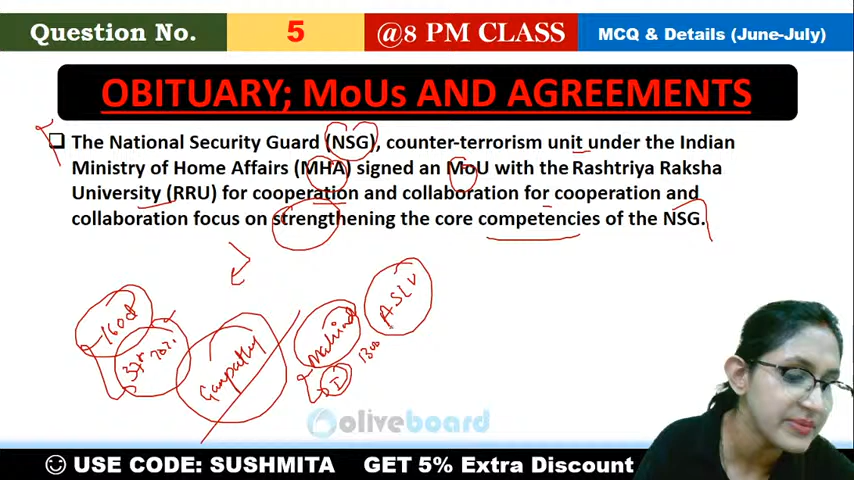 Question No.
5
@8 PM CLASS
MCQ & Details (June-July)
OBITUARY; MoUs AND AGREEMENTS
The National Security Guard (NSG), counter-terrorism unit under the Indian
Ministry of Home Affairs (MHA) signed an MoU with the Rashtriya Raksha
University (RRU) for cooperation and collaboration for cooperation and
collaboration focus on strengthening the core competencies of the NSG.
ASLV
1300
Ganpathy
oliveboard
USE CODE: SUSHMITA GET 5% Extra Discount